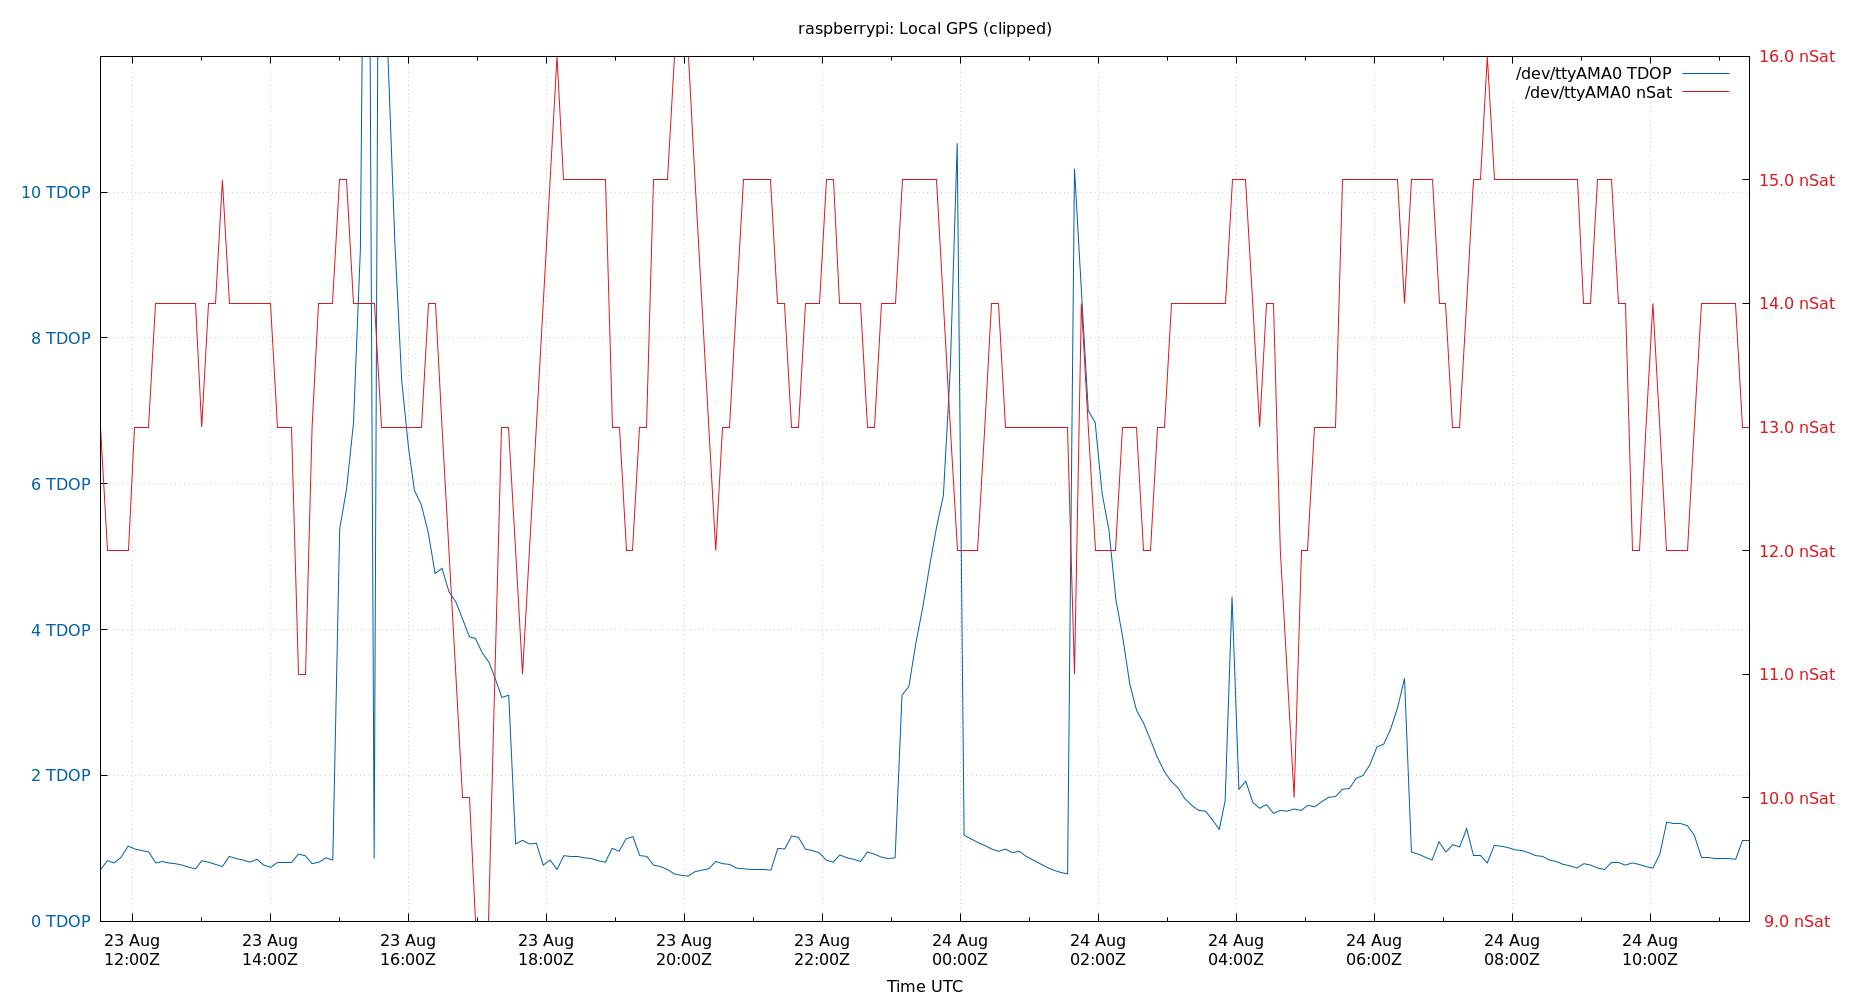 raspberrypi: Local GPS (clipped)
/dev/ttyAMA0 TDOP
/dev/ttyAMA0 nSat
10 TDOP
8 TDOP
6 TDOP
4 TDOP
2 TDOP
0 TDOP
16.0 nSat
15.0 nSat
14.0 nSat
13.0 nSat
12.0 nSat
11.0 nSat
10.0 nSat
9.0 nSat
23 Aug 23 Aug 23 Aug 23 Aug 23 Aug 23 Aug 24 Aug 24 Aug 24 Aug 24 Aug 24 Aug 24 Aug
12:00Z 14:00Z 16:00Z 18:00Z 20:00Z 22:00Z 00:00Z 02:00Z 04:00Z 06:00Z 08:00Z 10:00Z
Time UTC